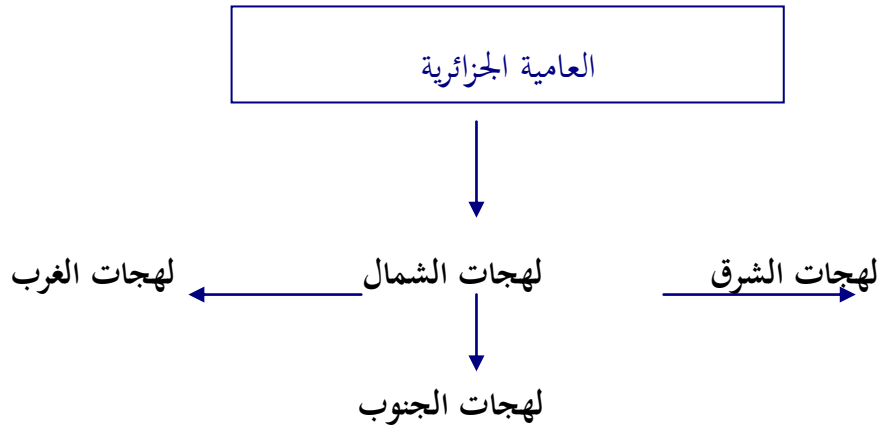 العامية الجزائرية
لهجات الشرق
لهجات الشمال
لهجات الغرب
لهجات الجنوب